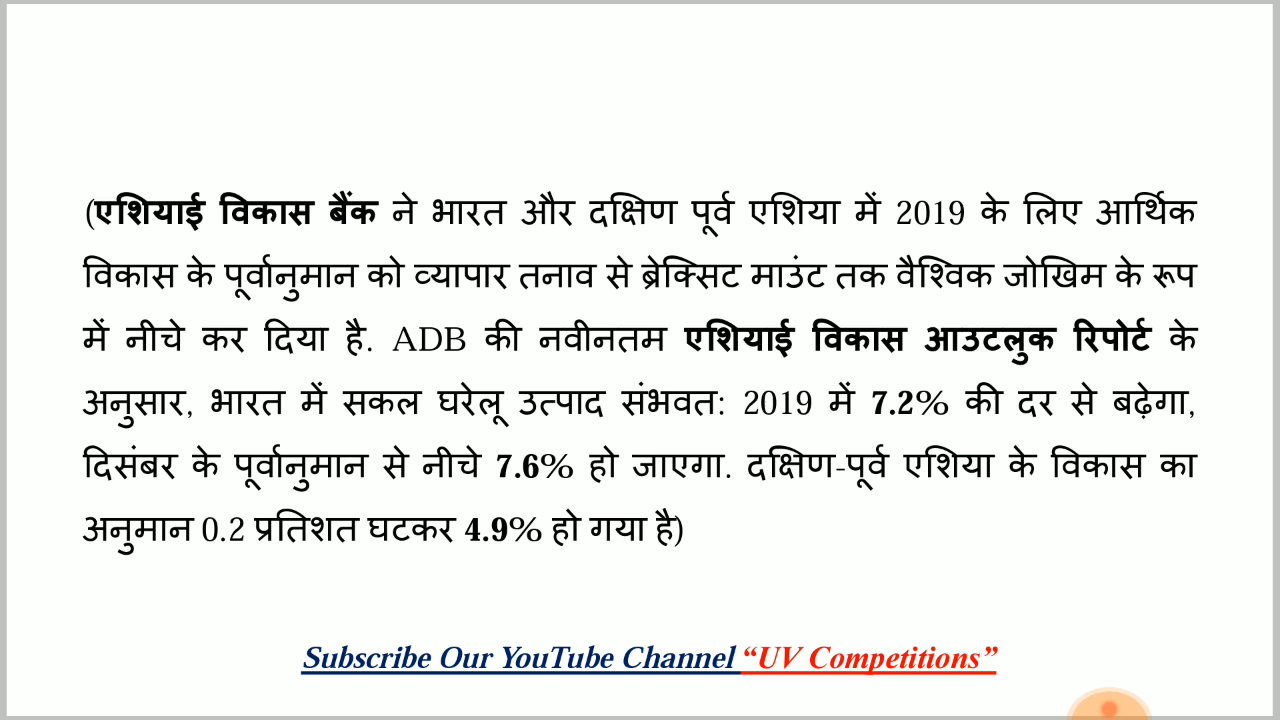 (एशियाई विकास बैंक ने भारत और दक्षिण पूर्व एशिया में 2019 के लिए आर्थिक
विकास के पूर्वानुमान को व्यापार तनाव से ब्रेक्सिट माउंट तक वैश्विक जोखिम के रूप
में नीचे कर दिया है. ADB की नवीनतम एशियाई विकास आउटलुक रिपोर्ट के
अनुसार, भारत में सकल घरेलू उत्पाद संभवत: 2019 में 7.2% की दर से बढ़ेगा,
दिसंबर के पूर्वानुमान से नीचे 7.6% हो जाएगा. दक्षिण-पूर्व एशिया के विकास का
अनुमान 0.2 प्रतिशत घटकर 4.9% हो गया है)
Subscribe Our YouTube Channel “UV Competitions”